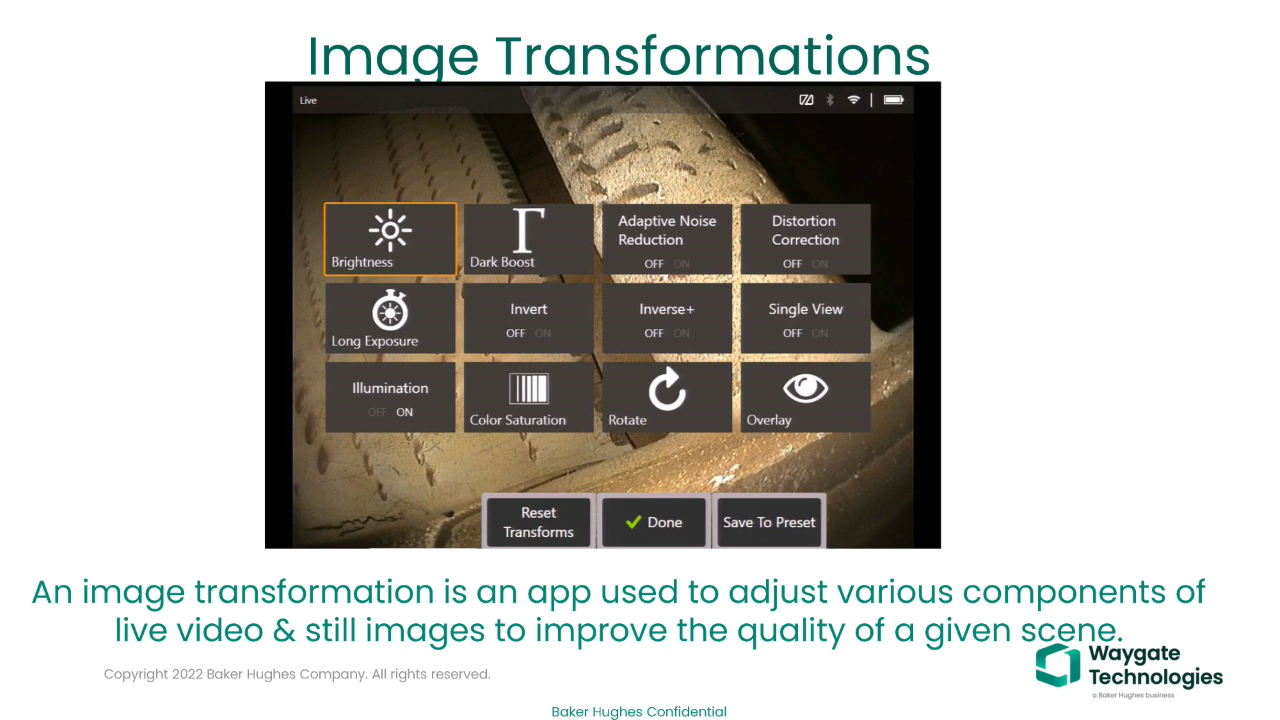 Image Transformations
Live
Brightness
Dark Boost
Adaptive Noise
Reduction
OFF ON
Distortion
Correction
OFF ON
Long Exposure
Invert
OFF ON
Inverse+
OFF ON
Single View
OFF ON
Illumination
OFF ON
Color Saturation
Rotate
Overlay
Reset
Transforms
Done
Save To Preset
An image transformation is an app used to adjust various components of
live video & still images to improve the quality of a given scene.
Waygate
Technologies
a Baker Hughes business
Copyright 2022 Baker Hughes Company. All rights reserved.
Baker Hughes Confidential